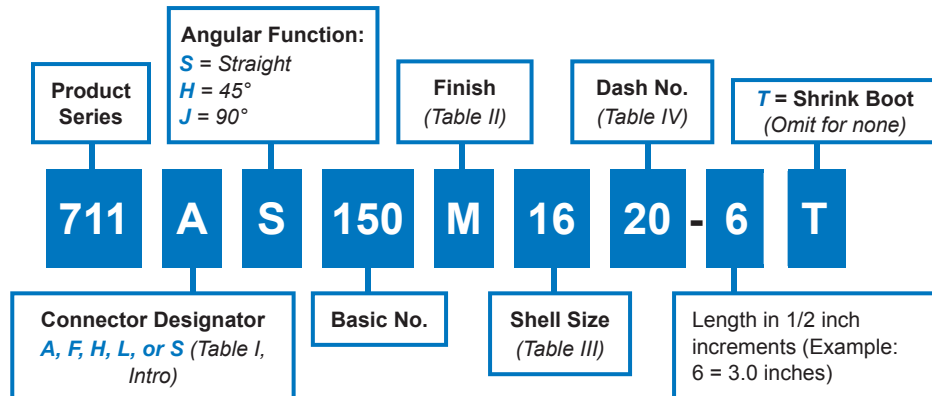 Product
Series
Angular Function:
S = Straight
H = 45°
J = 90°
Finish
(Table II)
Dash No.
(Table IV)
T = Shrink Boot
(Omit for none)
711 A S 150 M 16 20 - 6 T
Connector Designator
A, F, H, L, or S (Table I,
Intro)
Basic No.
Shell Size
(Table III)
Length in 1/2 inch
increments (Example:
6 = 3.0 inches)